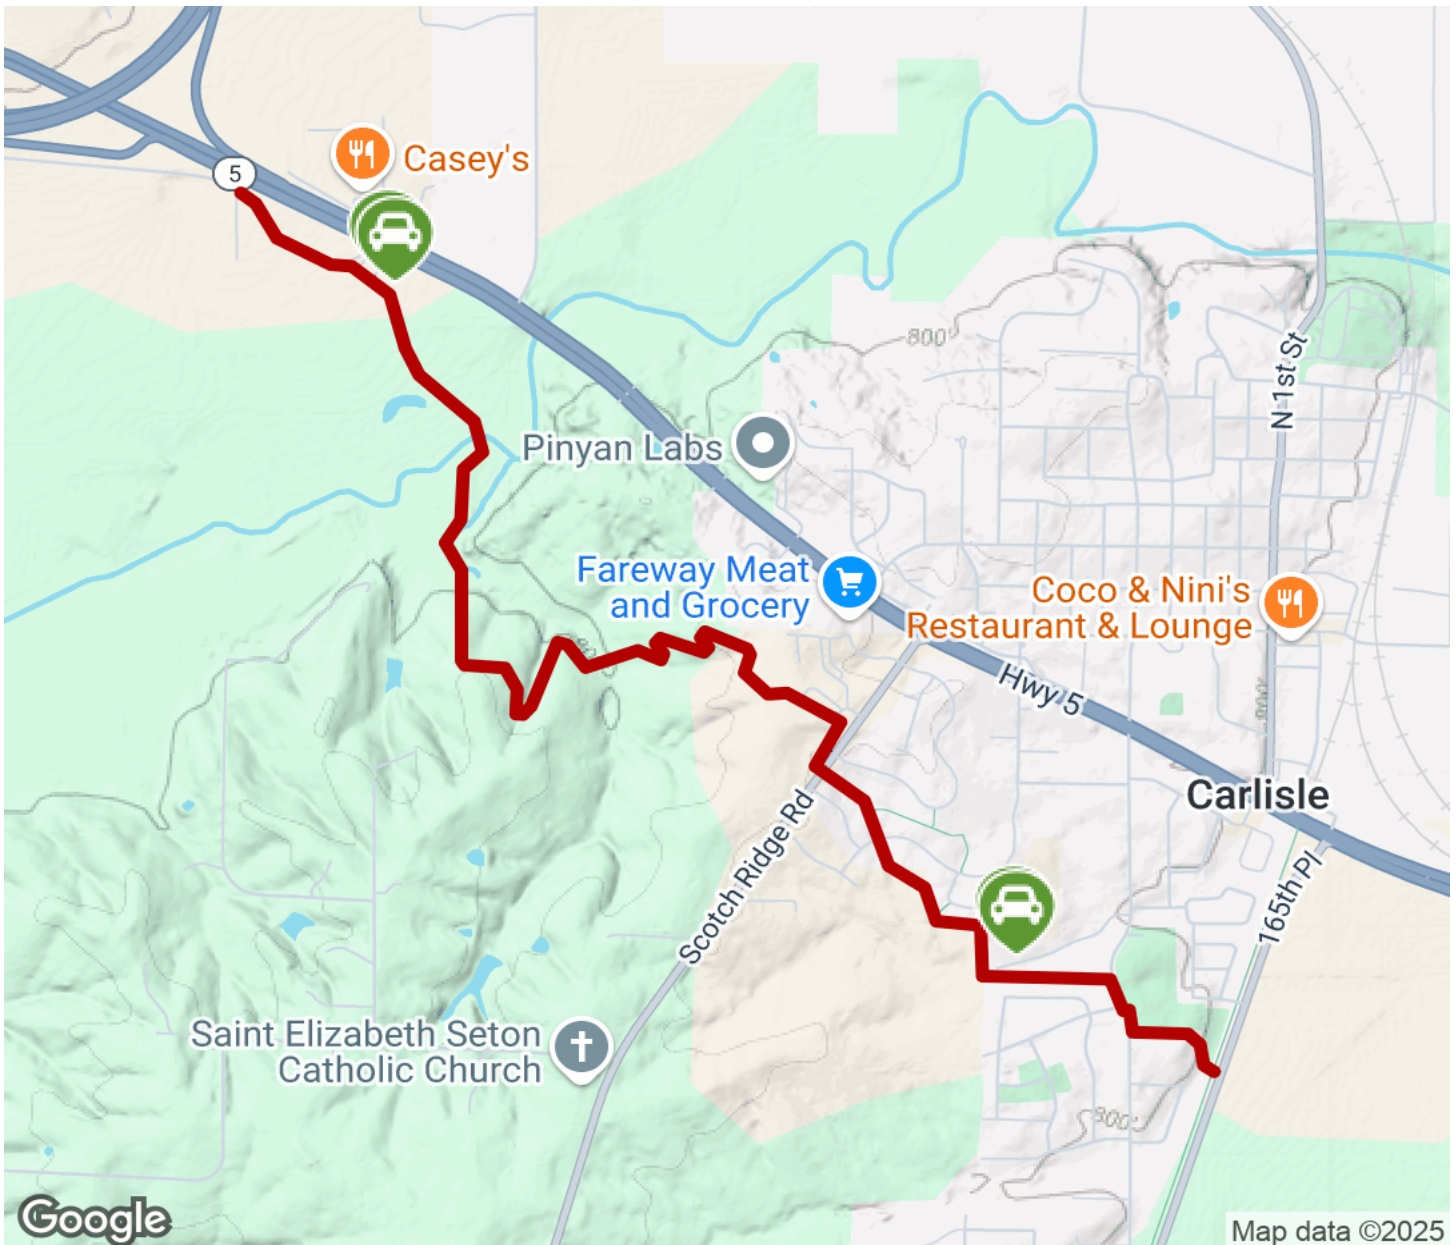 5
Casey's
800'
N 1st St
Pinyan Labs
Fareway Meat
and Grocery
Coco & Nini's
Restaurant & Lounge
Hwy 5
Carlisle
Scotch Ridge Rd
165th Pl
Saint Elizabeth Seton
Catholic Church
800'
Google
Map data ©2025